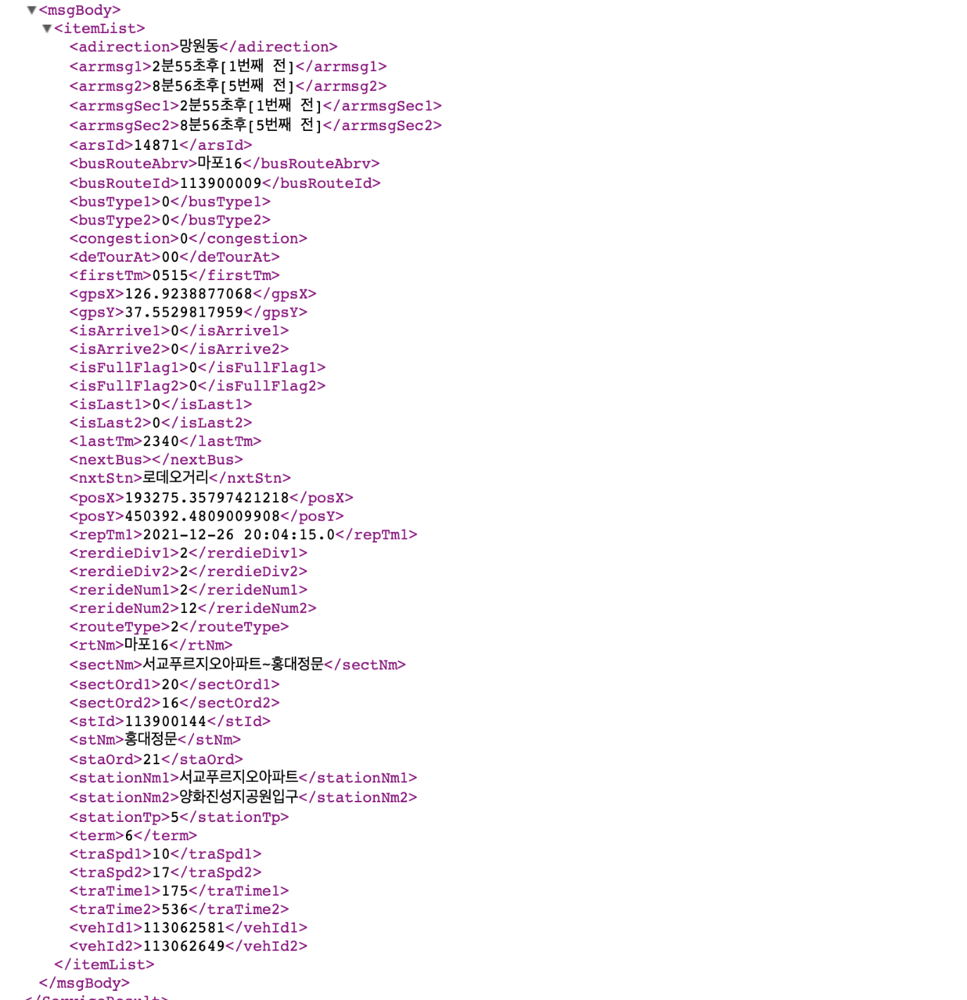 ▼<msgBody>
▼<itemList>
<adirection>망원동</adirection>
<arrmsg1>2분55초후[1번째 전]</arrmsg1>
<arrmsg2>8분56초후[5번째 전]</arrmsg2>
<arrmsgSec1>2분55초후[1번째 전]</arrmsgSec1>
<arrmsgSec2>8분56초후[5번째 전]</arrmsgSec2>
<arsId>14871</arsId>
<busRouteAbrv>마포16</busRouteAbrv>
<busRouteId>113900009</busRouteId>
<busType1>0</busType1>
<busType2>0</busType2>
<congestion>0</congestion>
<deTourAt>00</deTourAt>
<firstTm>0515</firstTm>
<gpsX>126.9238877068</gpsX>
<gpsY>37.5529817959</gpsY>
<isArrive1>0</isArrive1>
<isArrive2>0</isArrive2>
<isFullFlag1>0</isFullFlag1>
<isFullFlag2>0</isFullFlag2>
<isLast1>0</isLast1>
<isLast2>0</isLast2>
<lastTm>2340</lastTm>
<nextBus></nextBus>
<nxtStn>로데오거리</nxtStn>
<posX>193275.35797421218</posX>
<posY>450392.4809009908</posY>
<repTm1>2021-12-26 20:04:15.0</repTm1>
<rerdieDiv1>2</rerdieDiv1>
<rerdieDiv2>2</rerdieDiv2>
<rerideNum1>2</rerideNum1>
<rerideNum2>12</rerideNum2>
<routeType>2</routeType>
<rtNm>마포16</rtNm>
<sectNm>서교푸르지오아파트~홍대정문</sectNm>
<sectOrd1>20</sectOrd1>
<sectOrd2>16</sectOrd2>
<stId>113900144</stId>
<stNm>홍대정문</stNm>
<staOrd>21</staOrd>
<stationNm1>서교푸르지오아파트</stationNm1>
<stationNm2>양화진성지공원입구</stationNm2>
<stationTp>5</stationTp>
<term>6</term>
<traSpd1>10</traSpd1>
<traSpd2>17</traSpd2>
<traTime1>175</traTime1>
<traTime2>536</traTime2>
<vehId1>113062581</vehId1>
<vehId2>113062649</vehId2>
</itemList>
</msgBody>
</ServiceResult>